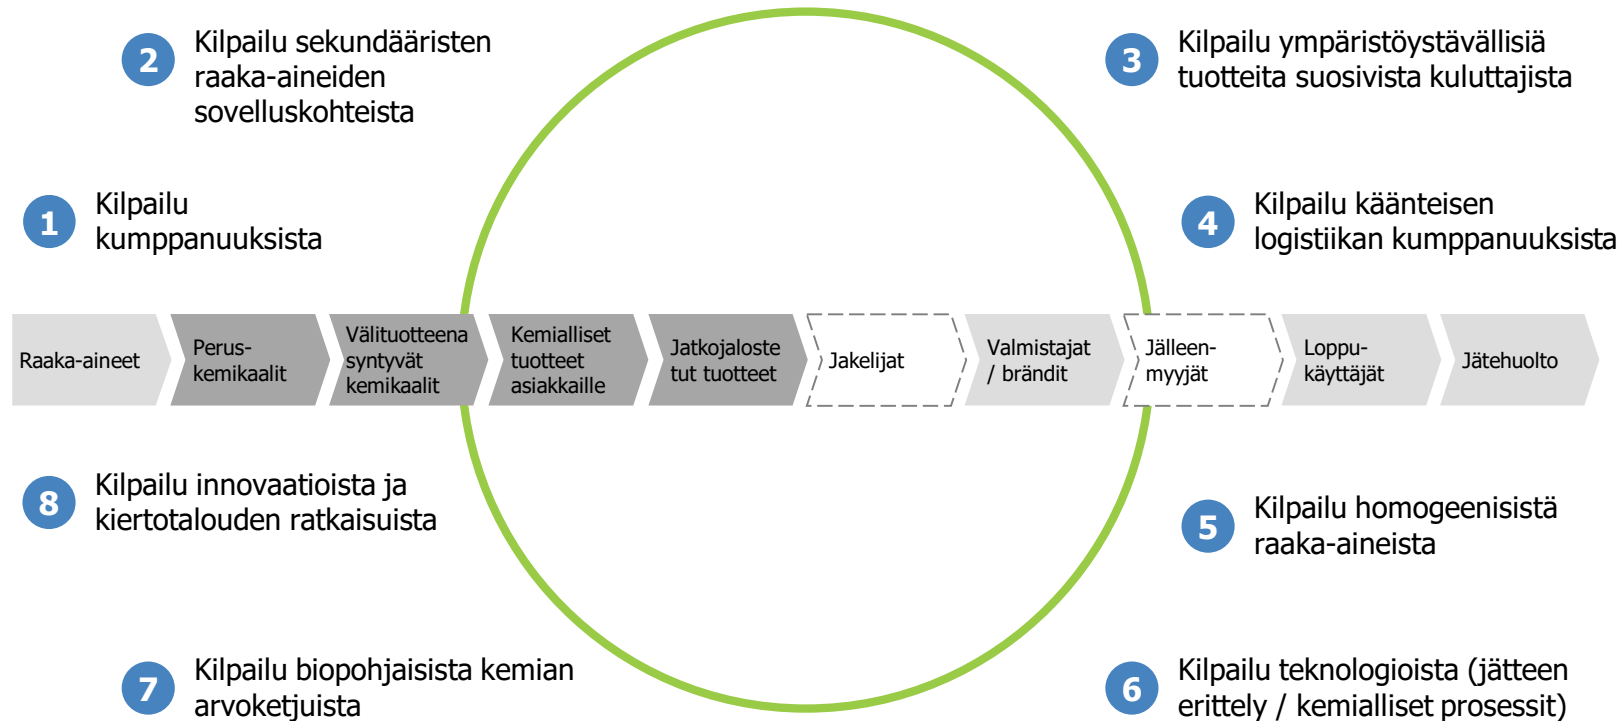 2
Kilpailu sekundääristen
raaka-aineiden
sovelluskohteista
3
Kilpailu ympäristöystävällisiä
tuotteita suosivista kuluttajista
1
Kilpailu
kumppanuuksista
4
Kilpailu käänteisen
logistiikan kumppanuuksista
Raaka-aineet
Perus-
kemikaalit
Välituotteena
syntyvät
kemikaalit
Kemialliset
tuotteet
asiakkaille
Jatkojaloste
tut tuotteet
Jakelijat
Valmistajat
/ brändit
Jälleen-
myyjät
Loppu-
käyttäjät
Jätehuolto
8
Kilpailu innovaatioista ja
kiertotalouden ratkaisuista
5
Kilpailu homogeenisistä
raaka-aineista
7
Kilpailu biopohjaisista kemian
arvoketjuista
6
Kilpailu teknologioista (jätteen
erittely / kemialliset prosessit)